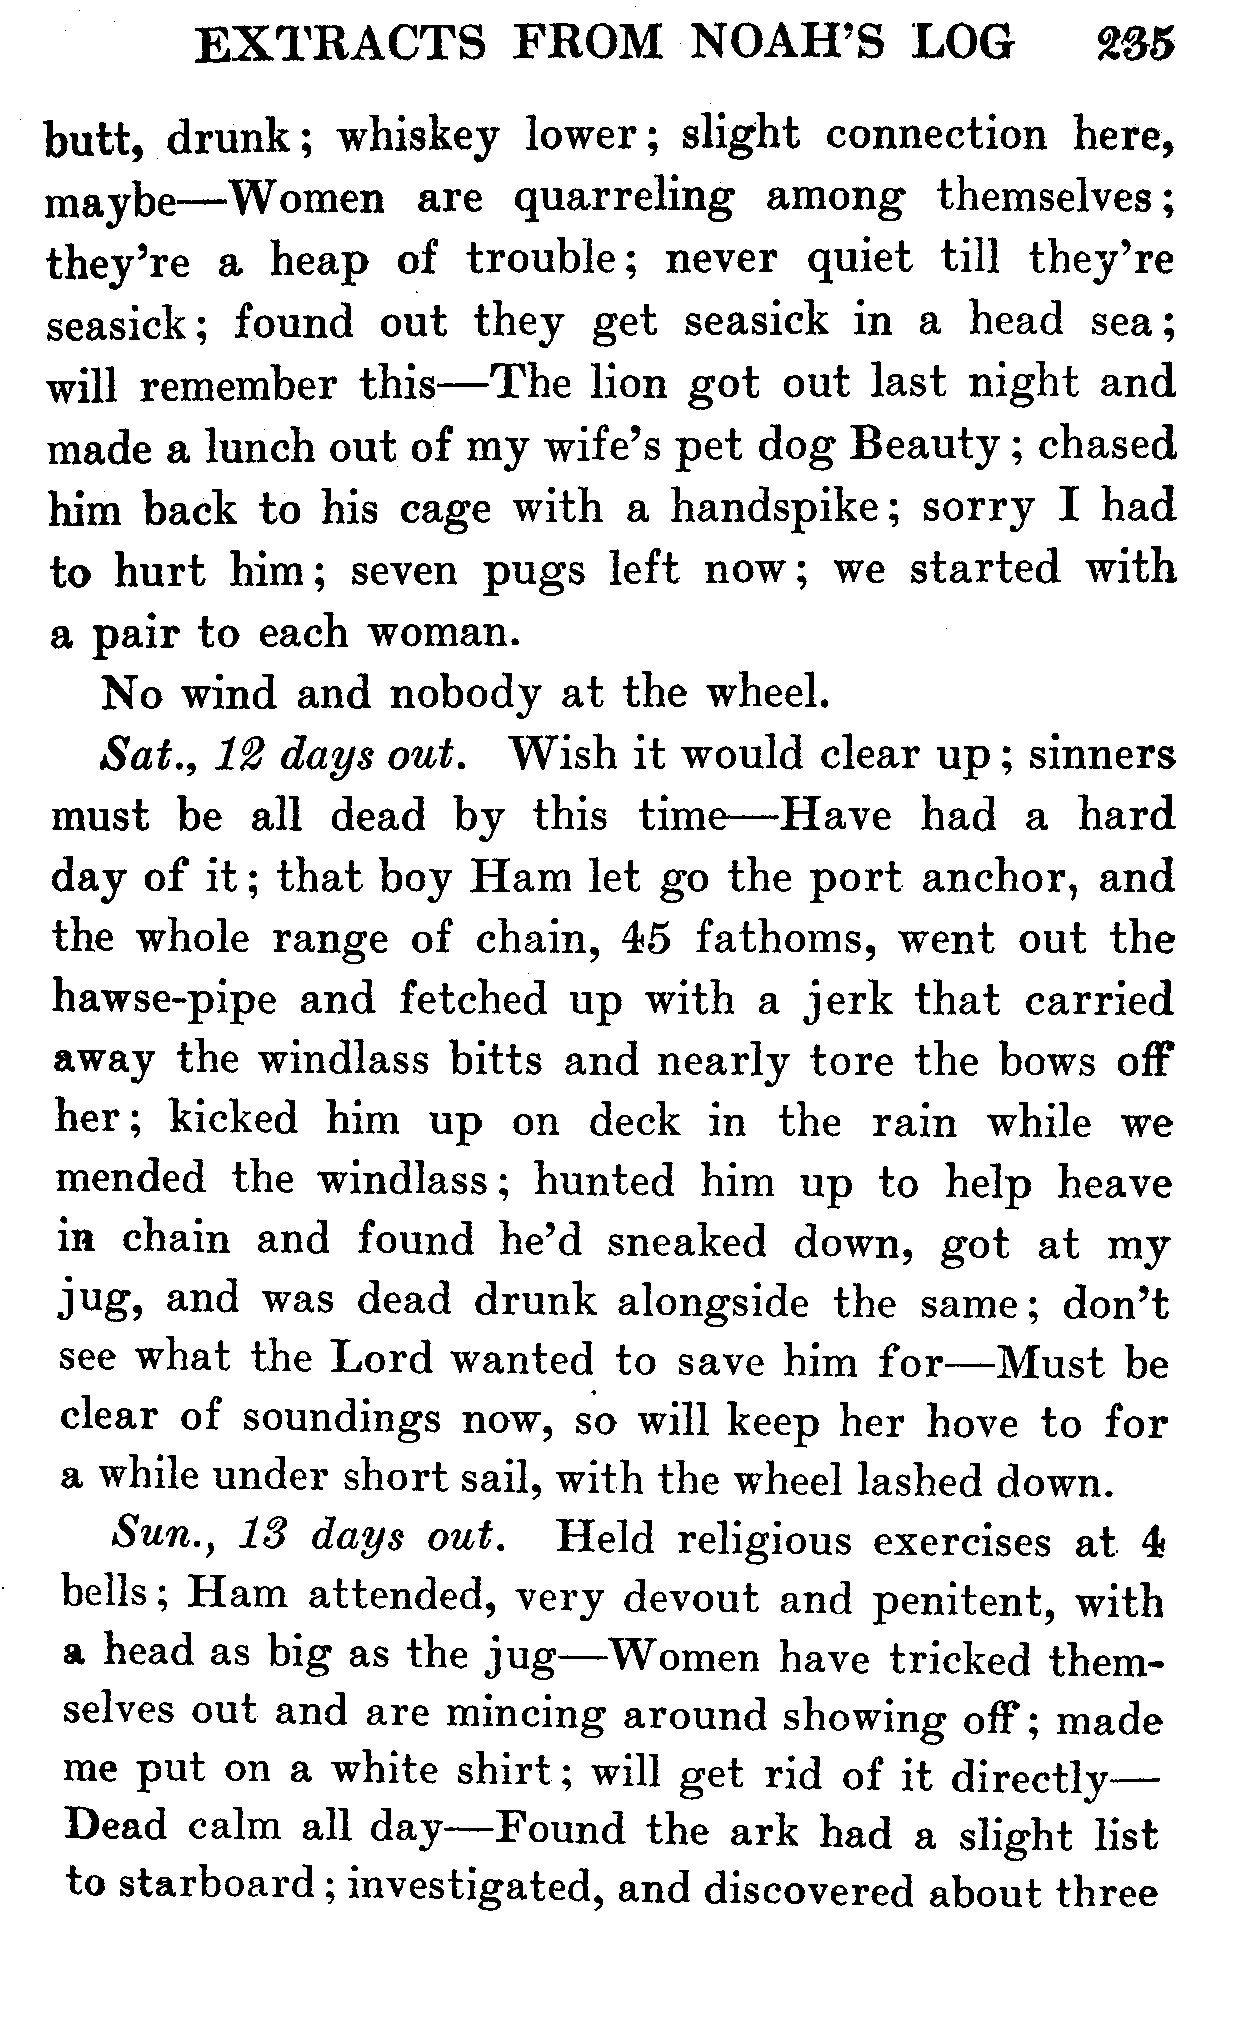 EXTRACTS FROM NOAH'S LOG 235
butt, drunk; whiskey lower; slight connection here,
maybe—Women are quarreling among themselves;
they're a heap of trouble; never quiet till they're
seasick; found out they get seasick in a head sea;
will remember this—The lion got out last night and
made a lunch out of my wife's pet dog Beauty; chased
him back to his cage with a handspike; sorry I had
to hurt him; seven pugs left now; we started with
a pair to each woman.
No wind and nobody at the wheel.
Sat., 12 days out. Wish it would clear up; sinners
must be all dead by this time—Have had a hard
day of it; that boy Ham let go the port anchor, and
the whole range of chain, 45 fathoms, went out the
hawse-pipe and fetched up with a jerk that carried
away the windlass bitts and nearly tore the bows off
her; kicked him up on deck in the rain while we
mended the windlass; hunted him up to help heave
in chain and found he'd sneaked down, got at my
jug, and was dead drunk alongside the same; don't
see what the Lord wanted to save him for—Must be
clear of soundings now, so will keep her hove to for
a while under short sail, with the wheel lashed down.
Sun., 13 days out. Held religious exercises at 4
bells; Ham attended, very devout and penitent, with
a head as big as the jug—Women have tricked them-
selves out and are mincing around showing off; made
me put on a white shirt; will get rid of it directly—
Dead calm all day—Found the ark had a slight list
to starboard; investigated, and discovered about three